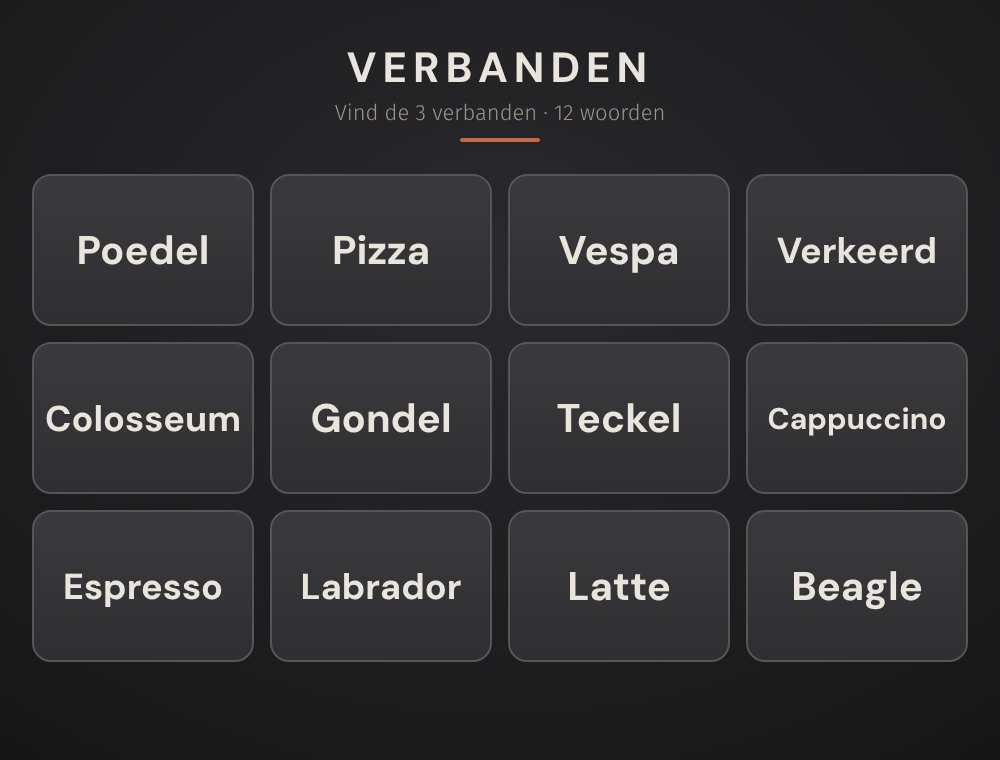 VERBANDEN
Vind de 3 verbanden · 12 woorden
Poedel Pizza Vespa Verkeerd
Colosseum Gondel Teckel Cappuccino
Espresso Labrador Latte Beagle